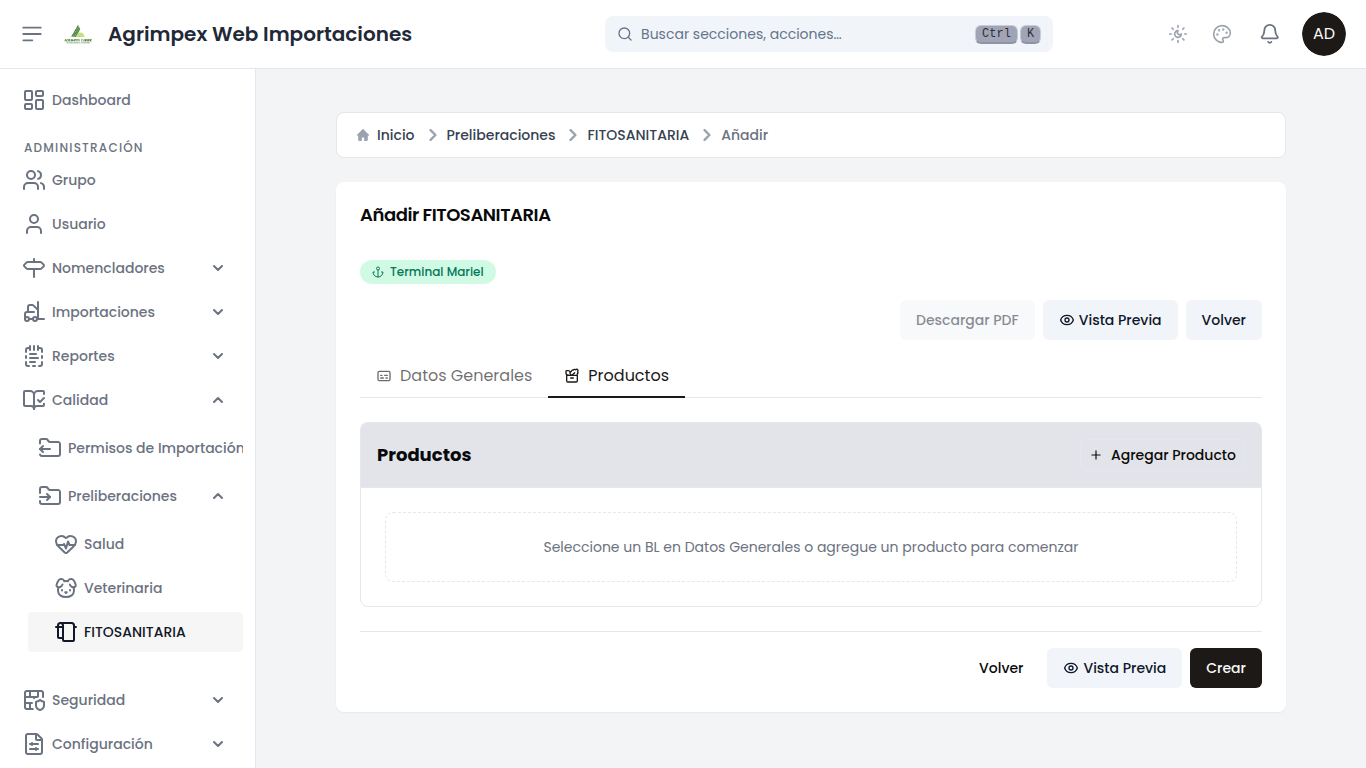 Agrimpex Web Importaciones
Buscar secciones, acciones…
Ctrl K
AD
Dashboard
ADMINISTRACIÓN
Grupo
Usuario
Nomencladores
Importaciones
Reportes
Calidad
Permisos de Importación
Preliberaciones
Salud
Veterinaria
FITOSANITARIA
Seguridad
Configuración
Inicio
Preliberaciones
FITOSANITARIA
Añadir
Añadir FITOSANITARIA
Terminal Mariel
Descargar PDF
Vista Previa
Volver
Datos Generales
Productos
Productos
Agregar Producto
Seleccione un BL en Datos Generales o agregue un producto para comenzar
Volver
Vista Previa
Crear